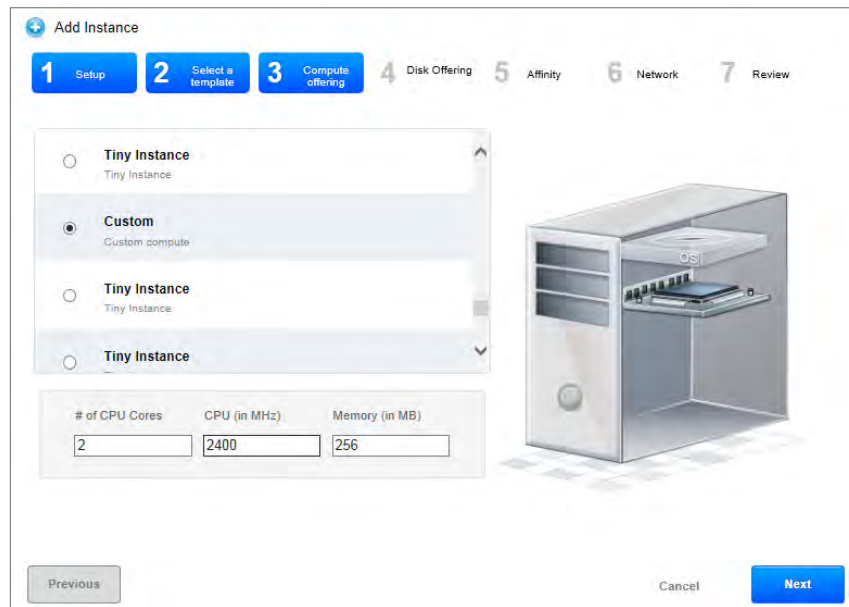 Add Instance
1 Setup
2 Select a
template
3 Compute
offering
4 Disk Offering
5 Affinity
6 Network
7 Review
Tiny Instance
Tiny Instance
Custom
Custom compute
Tiny Instance
Tiny Instance
Tiny Instance
# of CPU Cores CPU (in MHz) Memory (in MB)
2 2400 256
OS
Previous
Cancel
Next